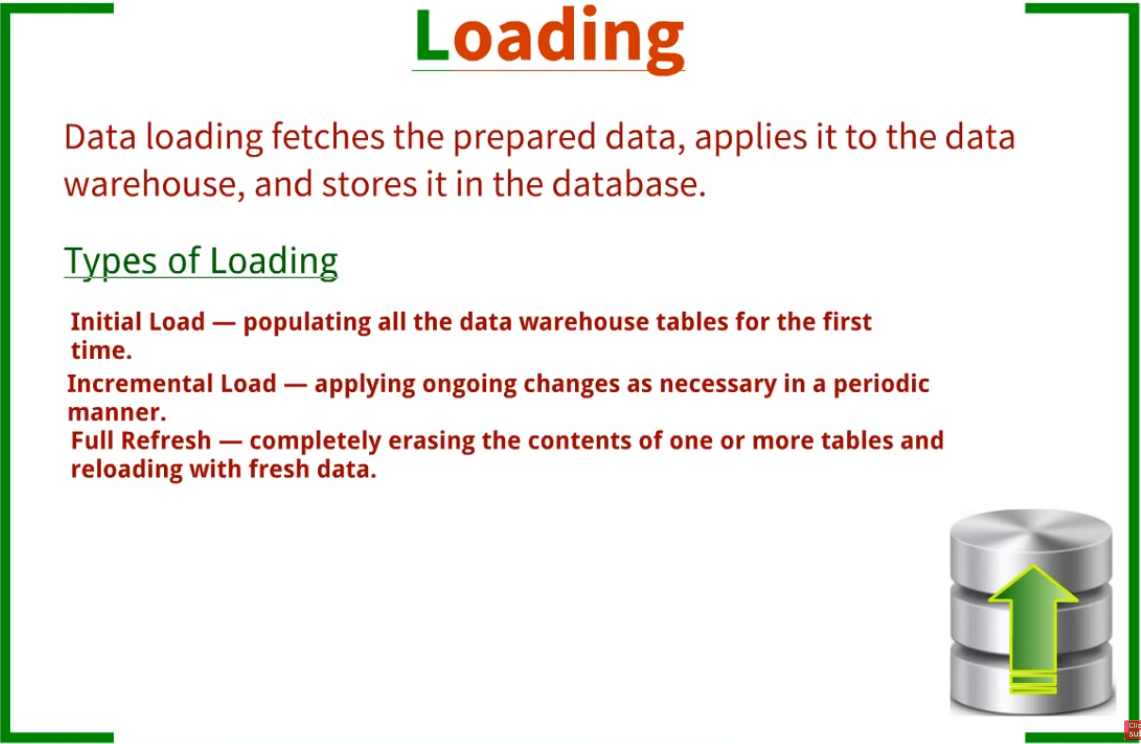 Loading
Data loading fetches the prepared data, applies it to the data
warehouse, and stores it in the database.
Types of Loading
Initial Load — populating all the data warehouse tables for the first
time.
Incremental Load — applying ongoing changes as necessary in a periodic
manner.
Full Refresh — completely erasing the contents of one or more tables and
reloading with fresh data.